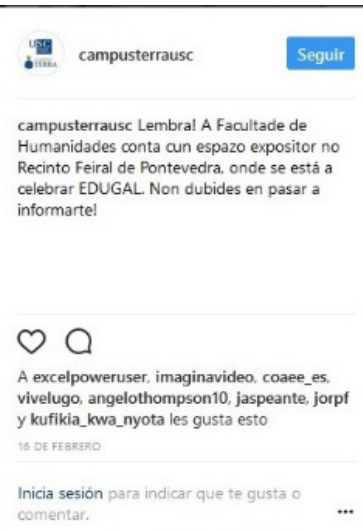 USC
TERRA
campusterrausc
Seguir
campusterrausc Lembra! A Facultade de
Humanidades conta cun espazo expositor no
Recinto Feiral de Pontevedra, onde se está a
celebrar EDUGAL. Non dubides en pasar a
informarte!
A excelpoweruser, imaginavideo, coaee_es,
vivelugo, angelothompson10, jaspeante, jorpf
y kufikia_kwa_nyota les gusta esto
16 DE FEBRERO
Inicia sesión para indicar que te gusta o
comentar.